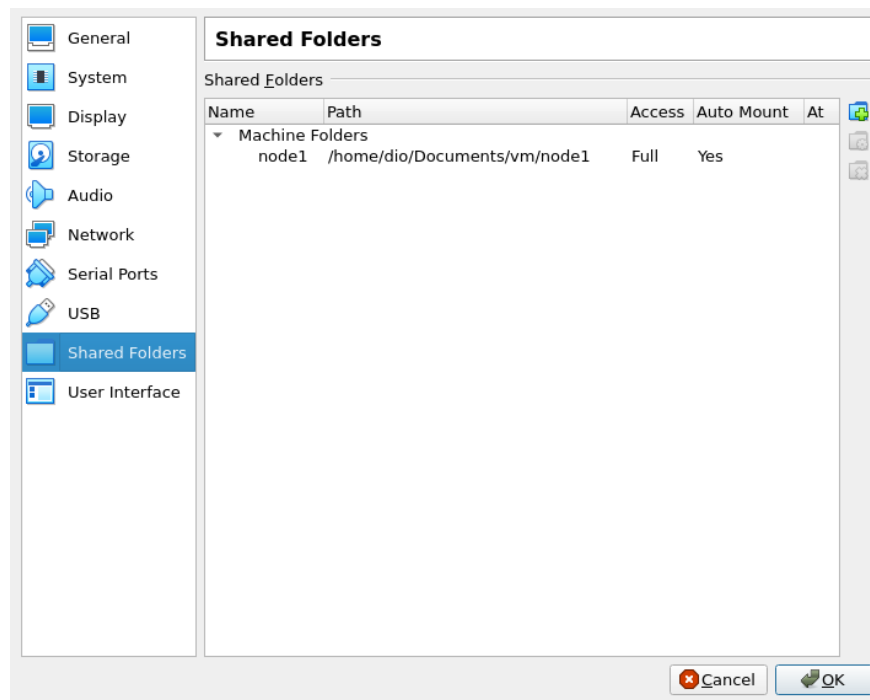 General
System
Display
Storage
Audio
Network
Serial Ports
USB
Shared Folders
User Interface
Shared Folders
Shared Folders
Name Path Access Auto Mount At
Machine Folders
node1 /home/dio/Documents/vm/node1 Full Yes
Cancel OK